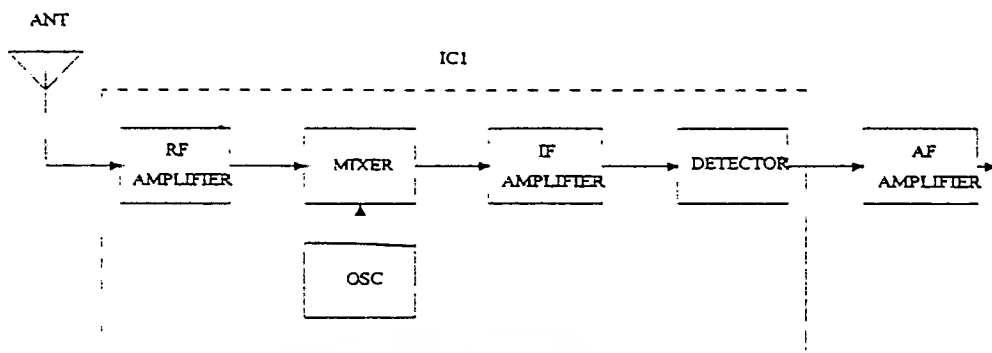 ANT
IC1
RF
AMPLIFIER
MIXER
IF
AMPLIFIER
DETECTOR
AF
AMPLIFIER
OSC